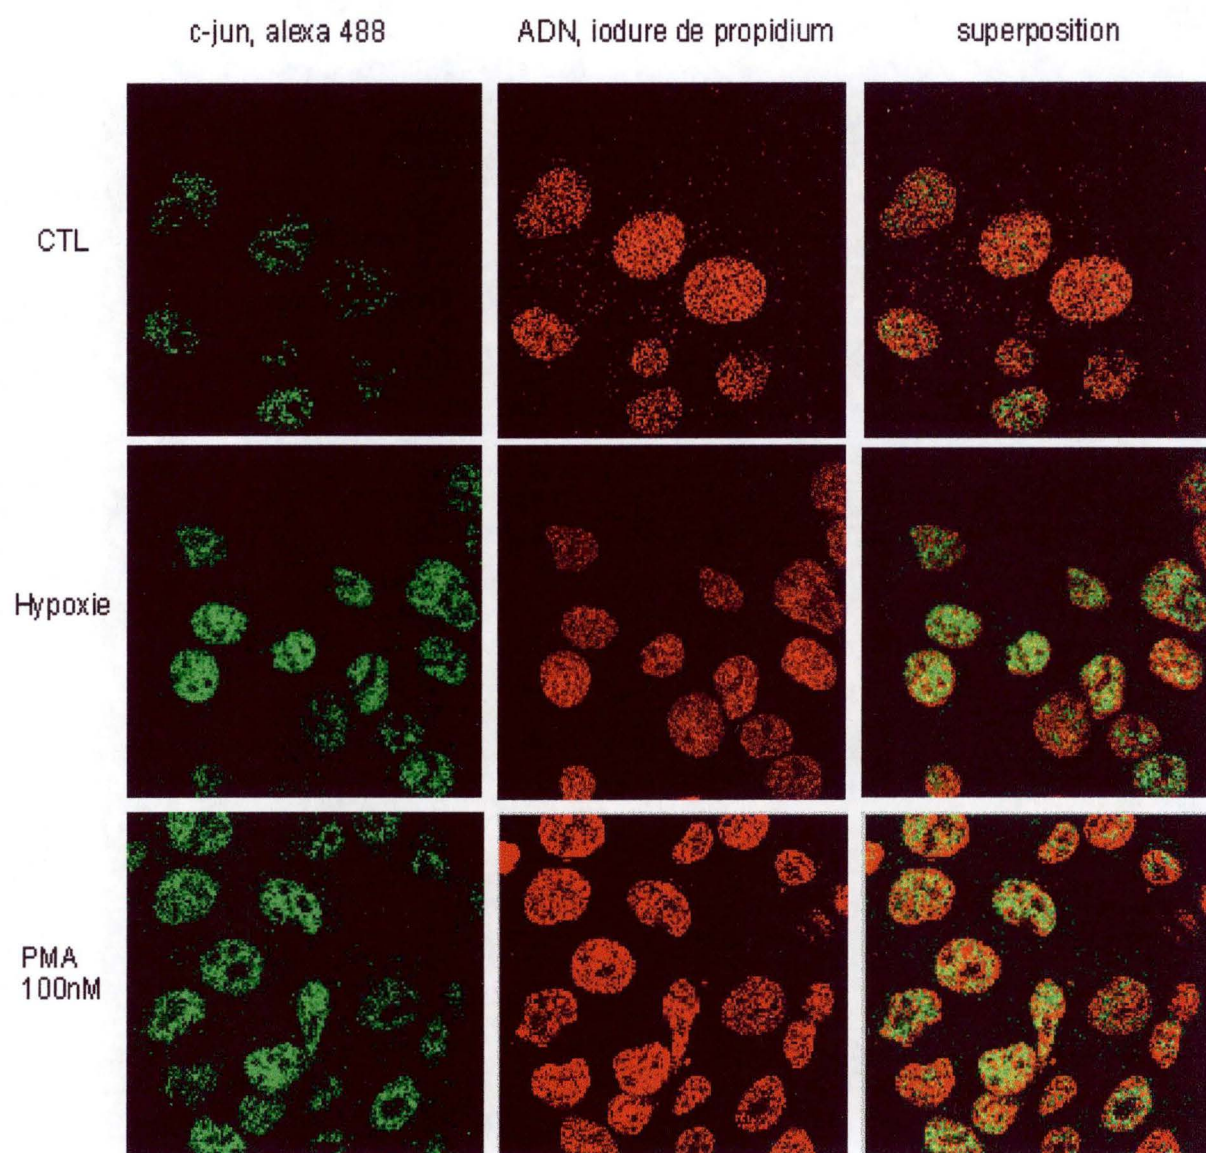 c-jun, alexa 488
ADN, iodure de propidium
superposition
CTL
Hypoxie
PMA
100nM